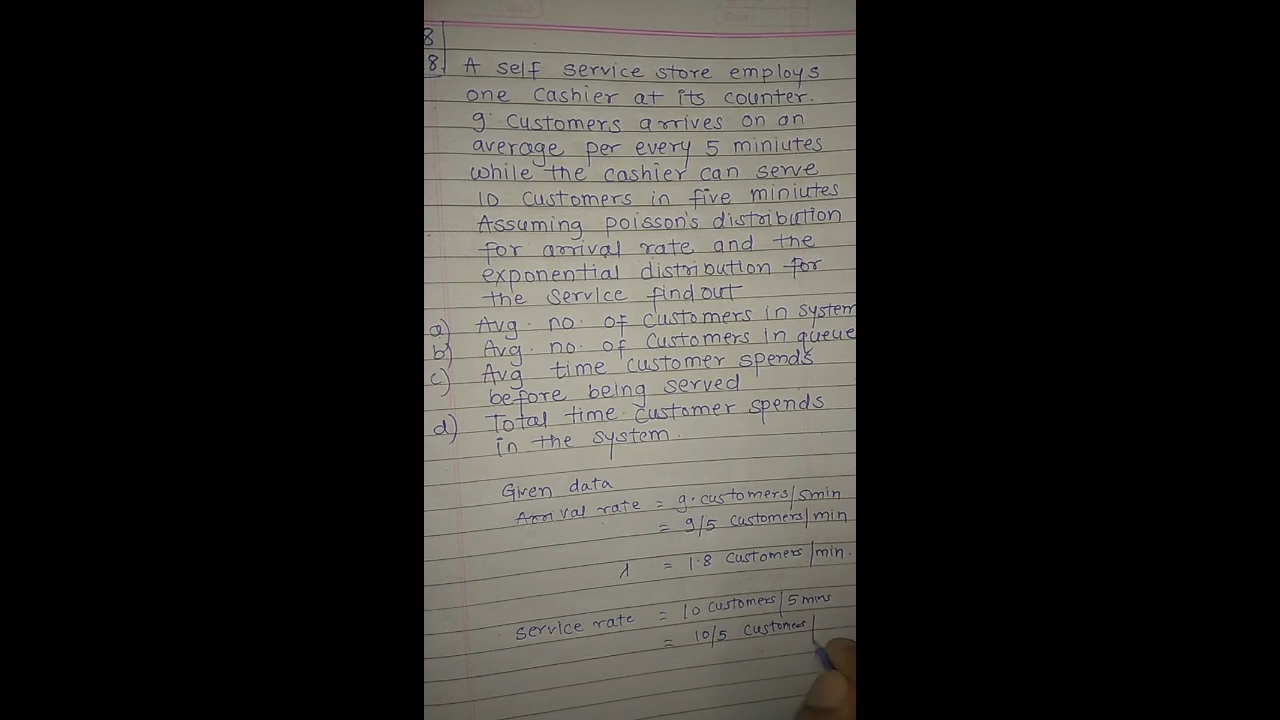 8
8. A self service store employs
one cashier at its counter.
9 customers arrives on an
average per every 5 miniutes
while the cashier can serve
10 customers in five miniutes
Assuming poisson's distribution
for arrival rate and the
exponential distribution for
the service findout
a) Avg. no. of customers in system
b) Avg. no. of customers in queue
c) Avg time customer spends
before being served
d) Total time customer spends
in the system.
Given data
Arrival rate = 9 customers/5min
= 9/5 customers/min
λ = 1.8 customers/min.
service rate = 10 customers/5 mins
= 10/5 customers/